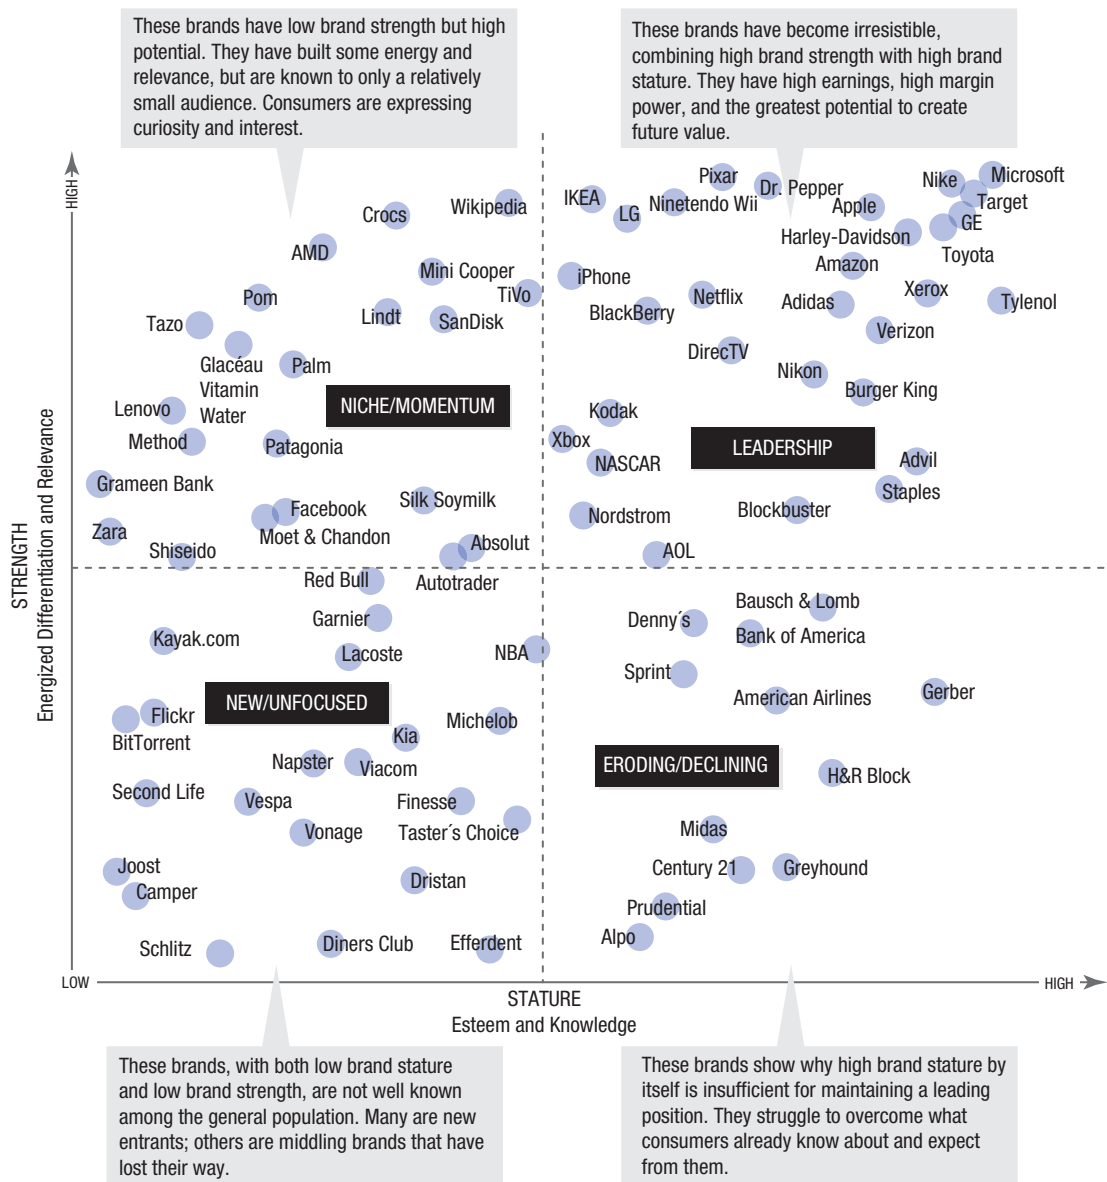 These brands have low brand strength but high
potential. They have built some energy and
relevance, but are known to only a relatively
small audience. Consumers are expressing
curiosity and interest.
These brands have become irresistible,
combining high brand strength with high brand
stature. They have high earnings, high margin
power, and the greatest potential to create
future value.
HIGH
STRENGTH
Energized Differentiation and Relevance
Wikipedia
Crocs
AMD
Mini Cooper
TiVo
Pom
Lindt
SanDisk
Tazo
Glacéau
Vitamin
Water
Palm
NICHE/MOMENTUM
Lenovo
Method
Patagonia
Grameen Bank
Facebook
Silk Soymilk
Moet & Chandon
Zara
Shiseido
Absolut
Autotrader
Pixar
Dr. Pepper
Nike
Microsoft
IKEA
LG
Ninetendo Wii
Apple
Target
GE
Harley-Davidson
Toyota
Amazon
iPhone
BlackBerry
Netflix
Adidas
Xerox
Tylenol
Verizon
DirecTV
Nikon
Burger King
Kodak
Xbox
NASCAR
LEADERSHIP
Advil
Staples
Nordstrom
Blockbuster
AOL
Red Bull
Garnier
Kayak.com
Lacoste
NBA
NEW/UNFOCUSED
Flickr
BitTorrent
Michelob
Kia
Napster
Viacom
Second Life
Vespa
Finesse
Vonage
Taster´s Choice
Joost
Camper
Dristan
Schlitz
Diners Club
Efferdent
Bausch & Lomb
Denny´s
Bank of America
Sprint
American Airlines
Gerber
ERODING/DECLINING
H&R Block
Midas
Century 21
Greyhound
Prudential
Alpo
LOW
HIGH
STATURE
Esteem and Knowledge
These brands, with both low brand stature
and low brand strength, are not well known
among the general population. Many are new
entrants; others are middling brands that have
lost their way.
These brands show why high brand stature by
itself is insufficient for maintaining a leading
position. They struggle to overcome what
consumers already know about and expect
from them.